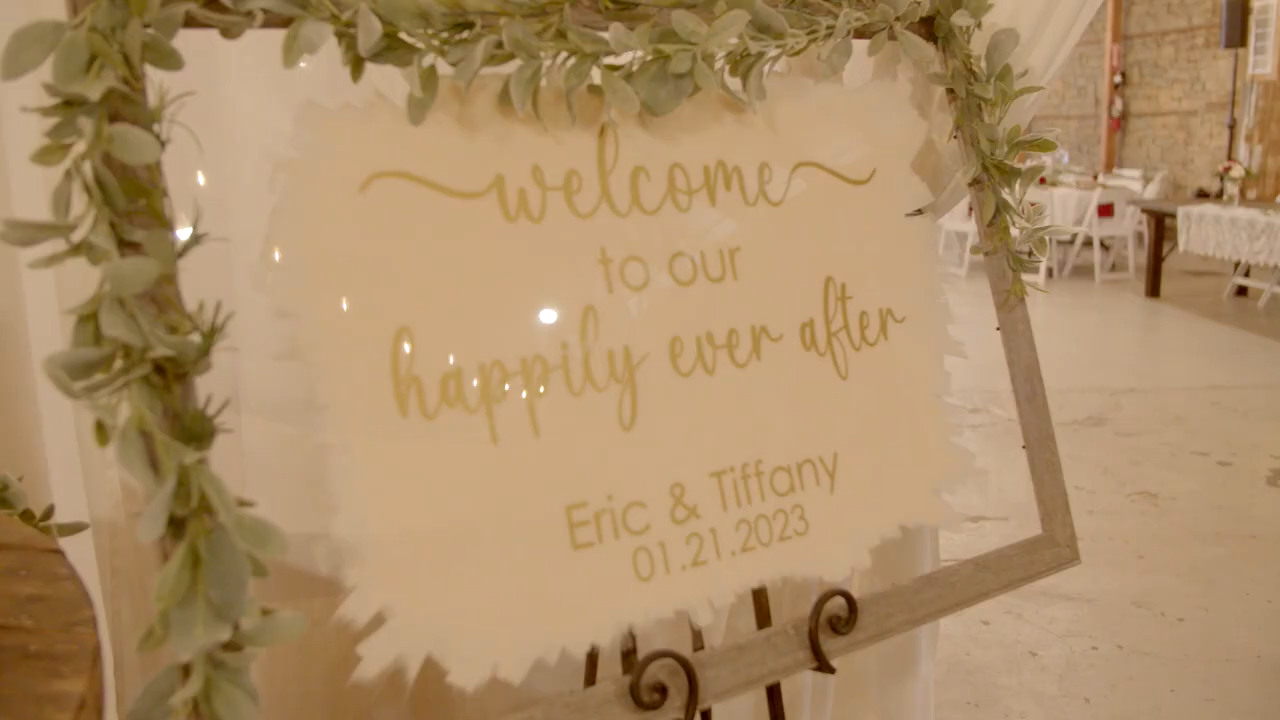 welcome
to our
happily ever after
Eric & Tiffany
01.21.2023